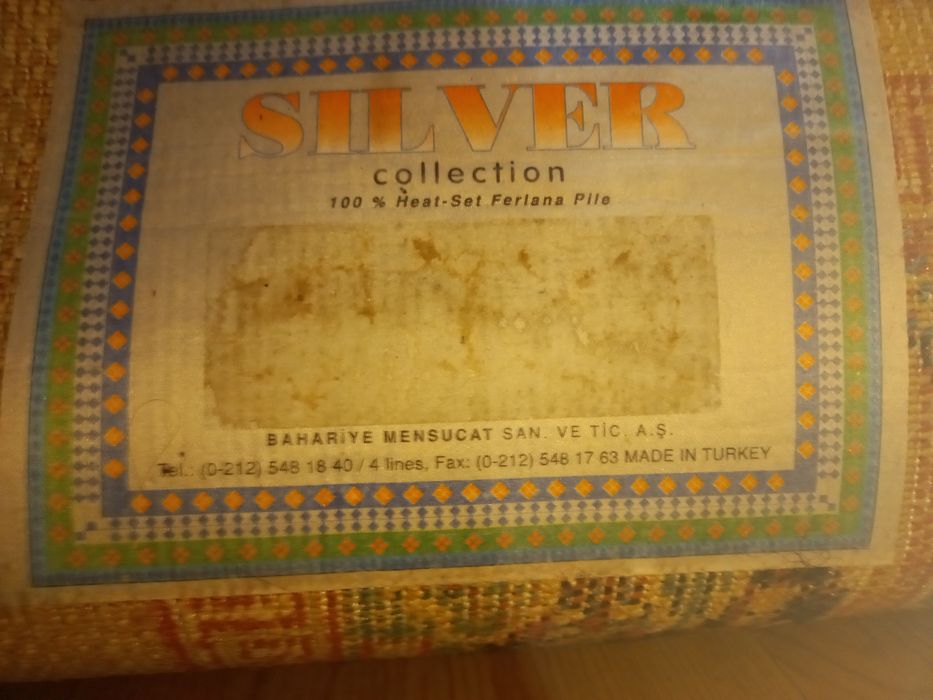 SILVER
collection
100 % Heat-Set Ferlana Pile
BAHARİYE MENSUCAT SAN. VE TİC. A.Ş.
Tel.: (0-212) 548 18 40 / 4 lines, Fax: (0-212) 548 17 63 MADE IN TURKEY